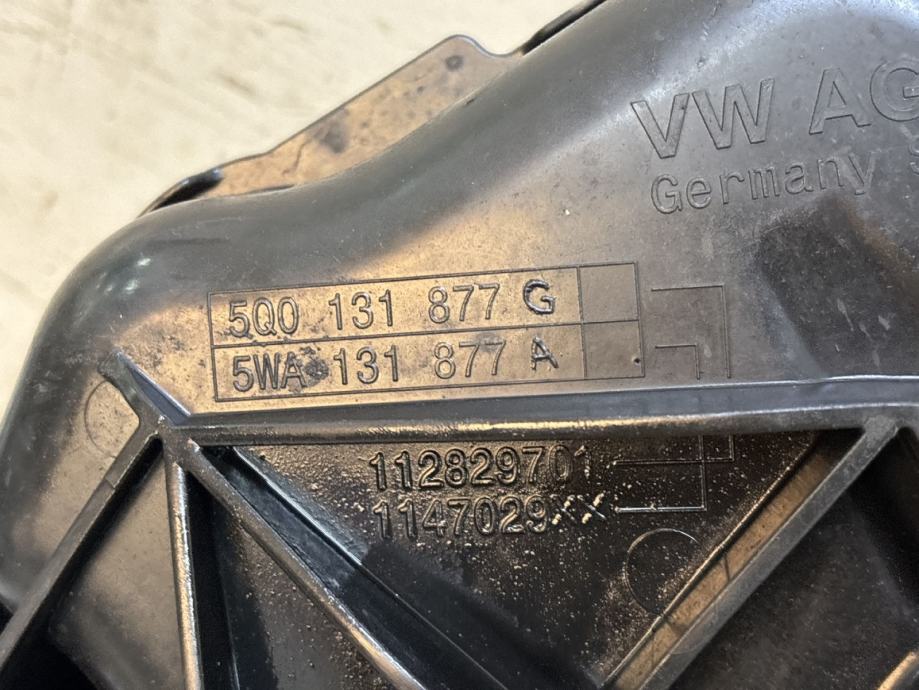 VW AG
Germany
5Q0 131 877 G
5WA 131 877 A
112829701
1147029XX